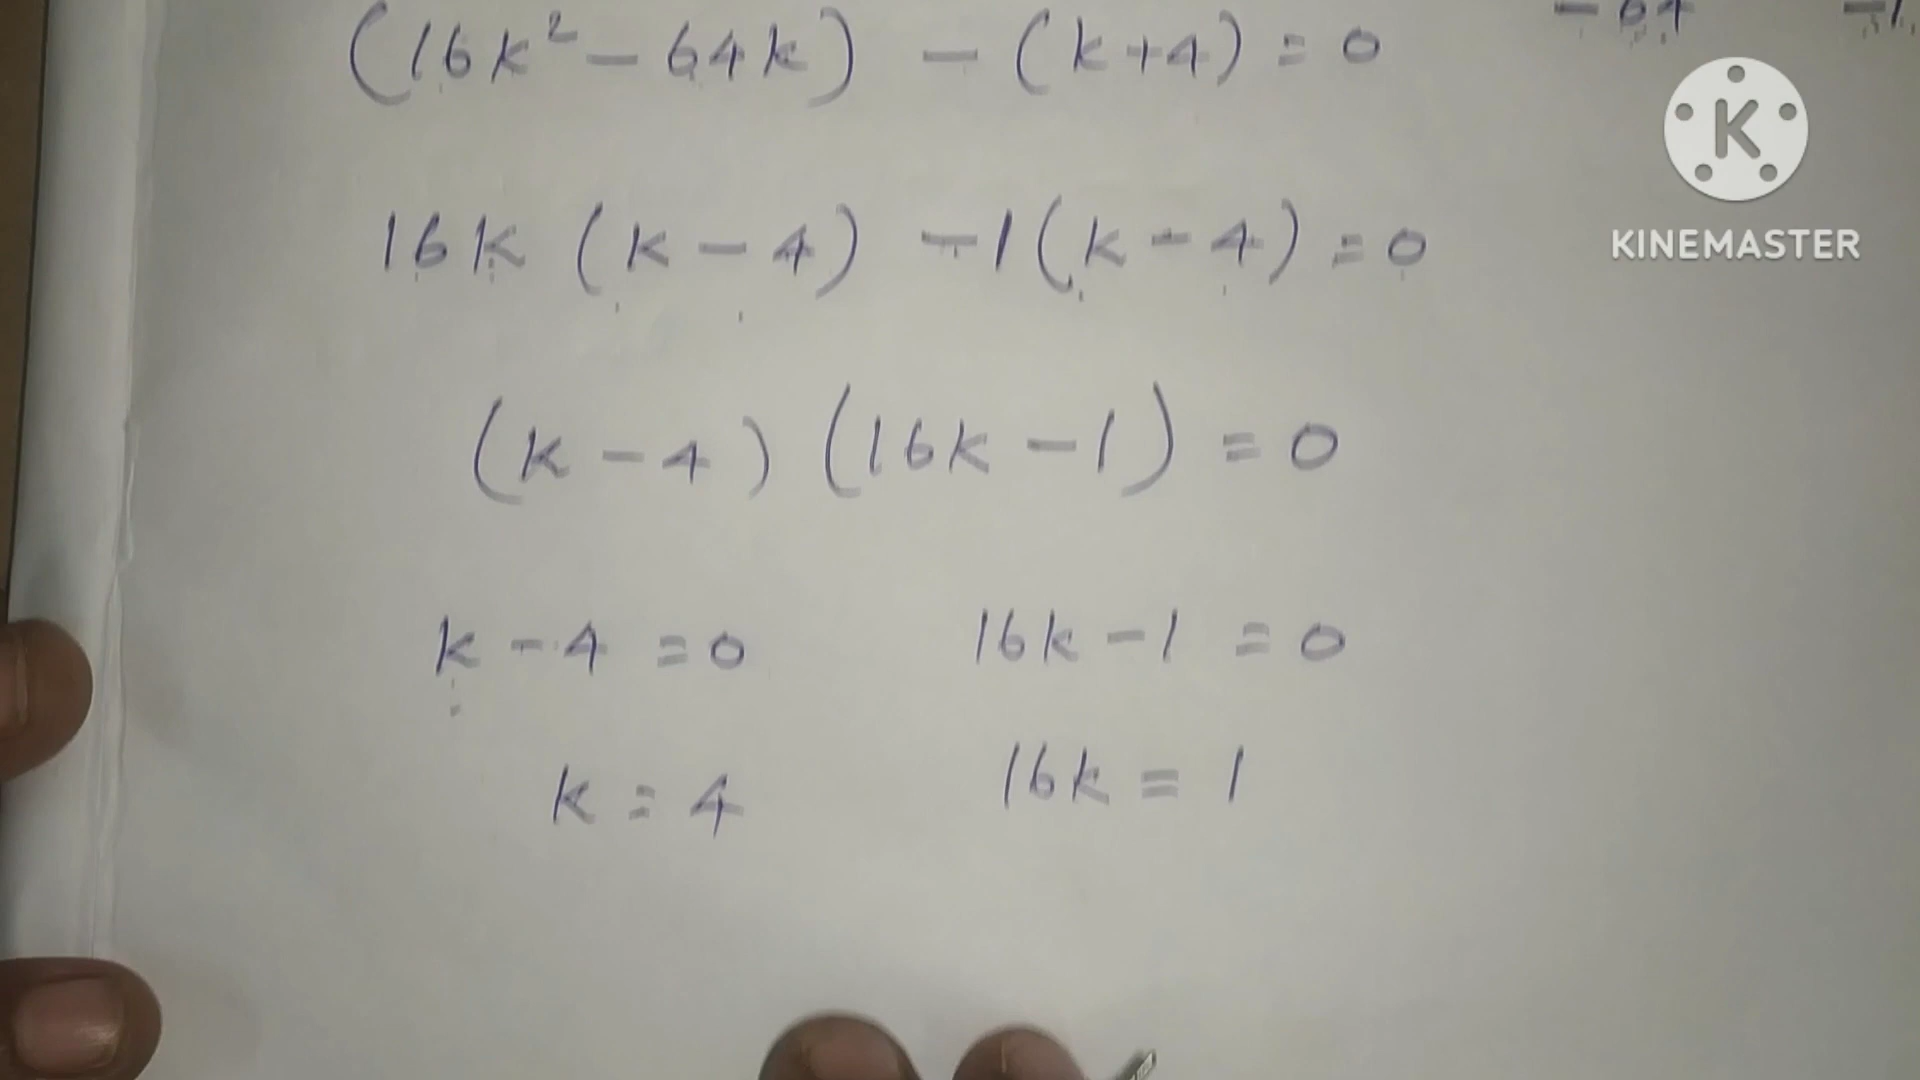 (16k² - 64k) - (k+4) = 0
16k (k - 4) - 1 (k - 4) = 0
(k - 4) (16k - 1) = 0
k - 4 = 0 16k - 1 = 0
k = 4 16k = 1
K
KINEMASTER